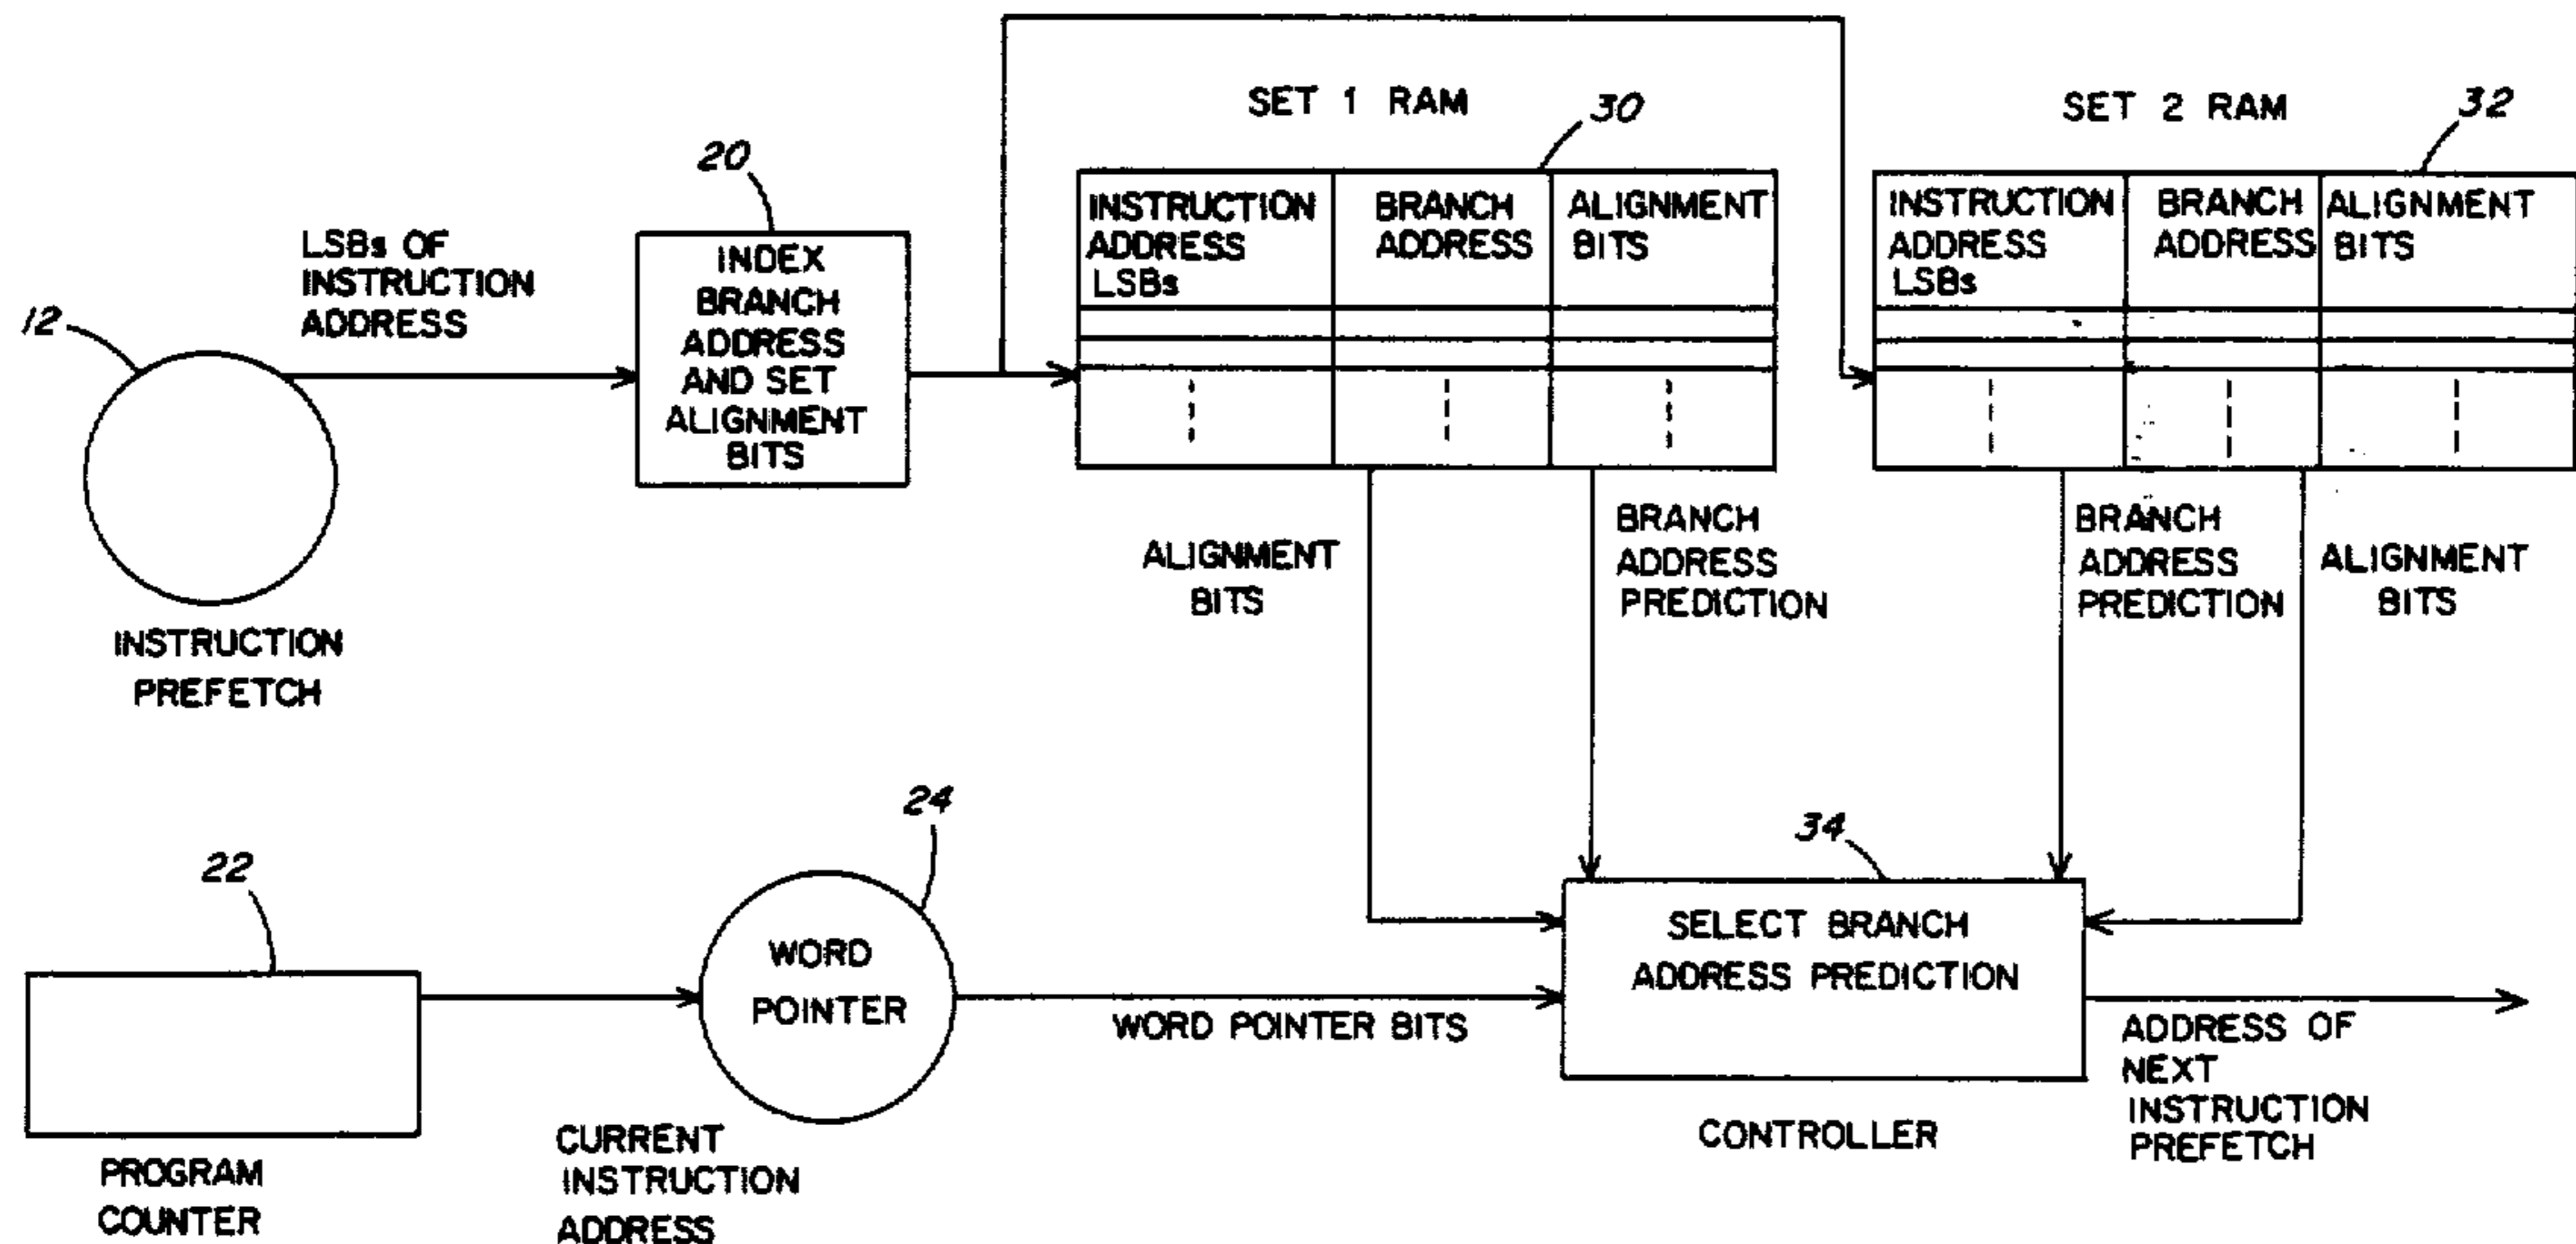 SET 1 RAM
30
SET 2 RAM
32
20
LSBs OF
INSTRUCTION
ADDRESS
12
INSTRUCTION
PREFETCH
INDEX
BRANCH
ADDRESS
AND SET
ALIGNMENT
BITS
INSTRUCTION
ADDRESS
LSBs
BRANCH
ADDRESS
ALIGNMENT
BITS
INSTRUCTION
ADDRESS
LSBs
BRANCH
ADDRESS
ALIGNMENT
BITS
ALIGNMENT
BITS
BRANCH
ADDRESS
PREDICTION
BRANCH
ADDRESS
PREDICTION
ALIGNMENT
BITS
22
PROGRAM
COUNTER
24
WORD
POINTER
CURRENT
INSTRUCTION
ADDRESS
WORD POINTER BITS
34
SELECT BRANCH
ADDRESS PREDICTION
CONTROLLER
ADDRESS OF
NEXT
INSTRUCTION
PREFETCH